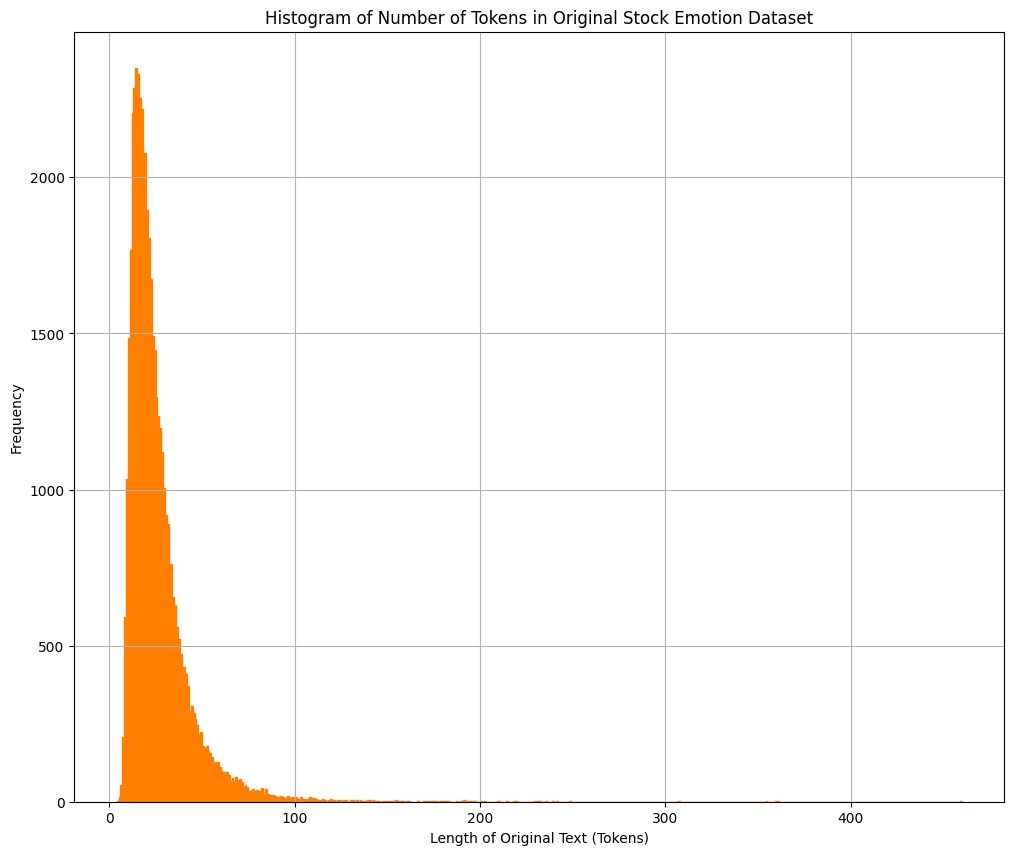 Histogram of Number of Tokens in Original Stock Emotion Dataset
Frequency
2000
1500
1000
500
0
0 100 200 300 400
Length of Original Text (Tokens)